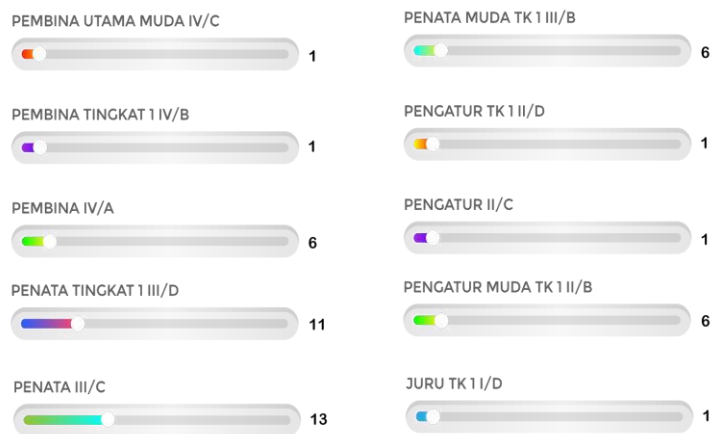 PEMBINA UTAMA MUDA IV/C
1
PEMBINA TINGKAT 1 IV/B
1
PEMBINA IV/A
6
PENATA TINGKAT 1 III/D
11
PENATA III/C
13
PENATA MUDA TK 1 III/B
6
PENGATUR TK 1 II/D
1
PENGATUR II/C
1
PENGATUR MUDA TK 1 II/B
6
JURU TK 1 I/D
1